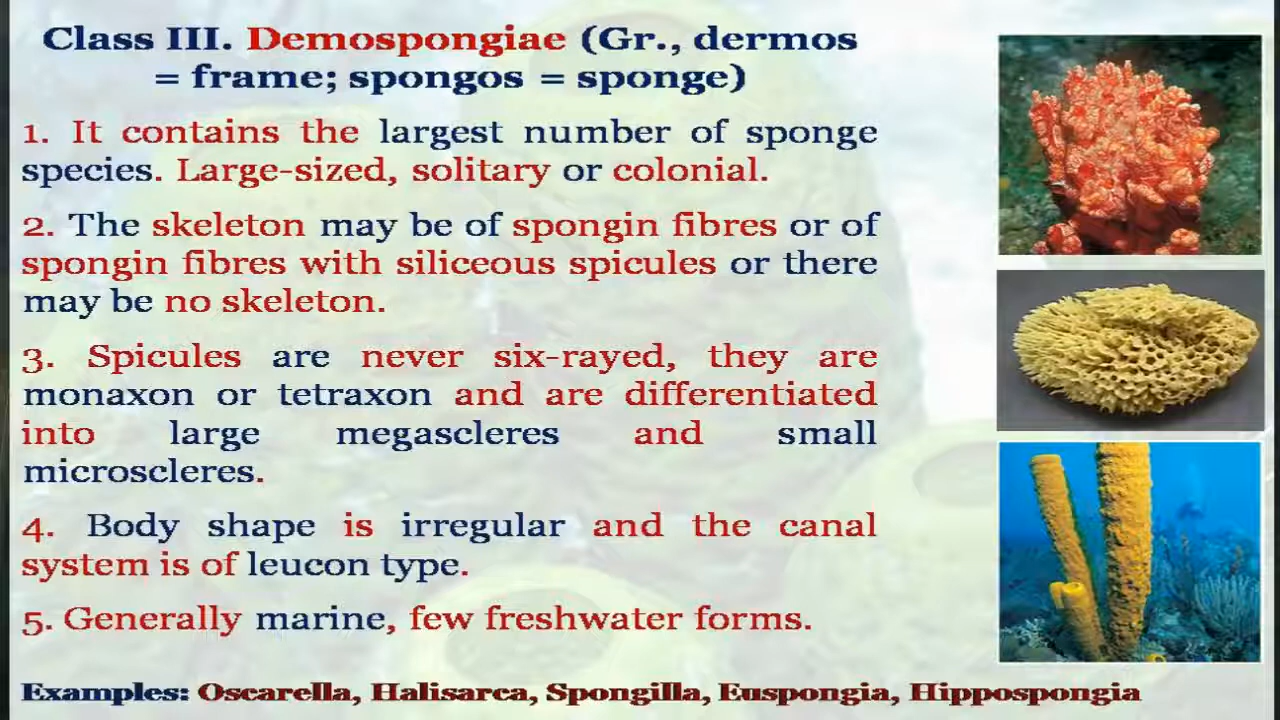 Class III. Demospongiae (Gr., dermos
= frame; spongos = sponge)
1. It contains the largest number of sponge
species. Large-sized, solitary or colonial.
2. The skeleton may be of spongin fibres or of
spongin fibres with siliceous spicules or there
may be no skeleton.
3. Spicules are never six-rayed, they are
monaxon or tetraxon and are differentiated
into large megascleres and small
microscleres.
4. Body shape is irregular and the canal
system is of leucon type.
5. Generally marine, few freshwater forms.
Examples: Oscarella, Halisarca, Spongilla, Euspongia, Hippospongia